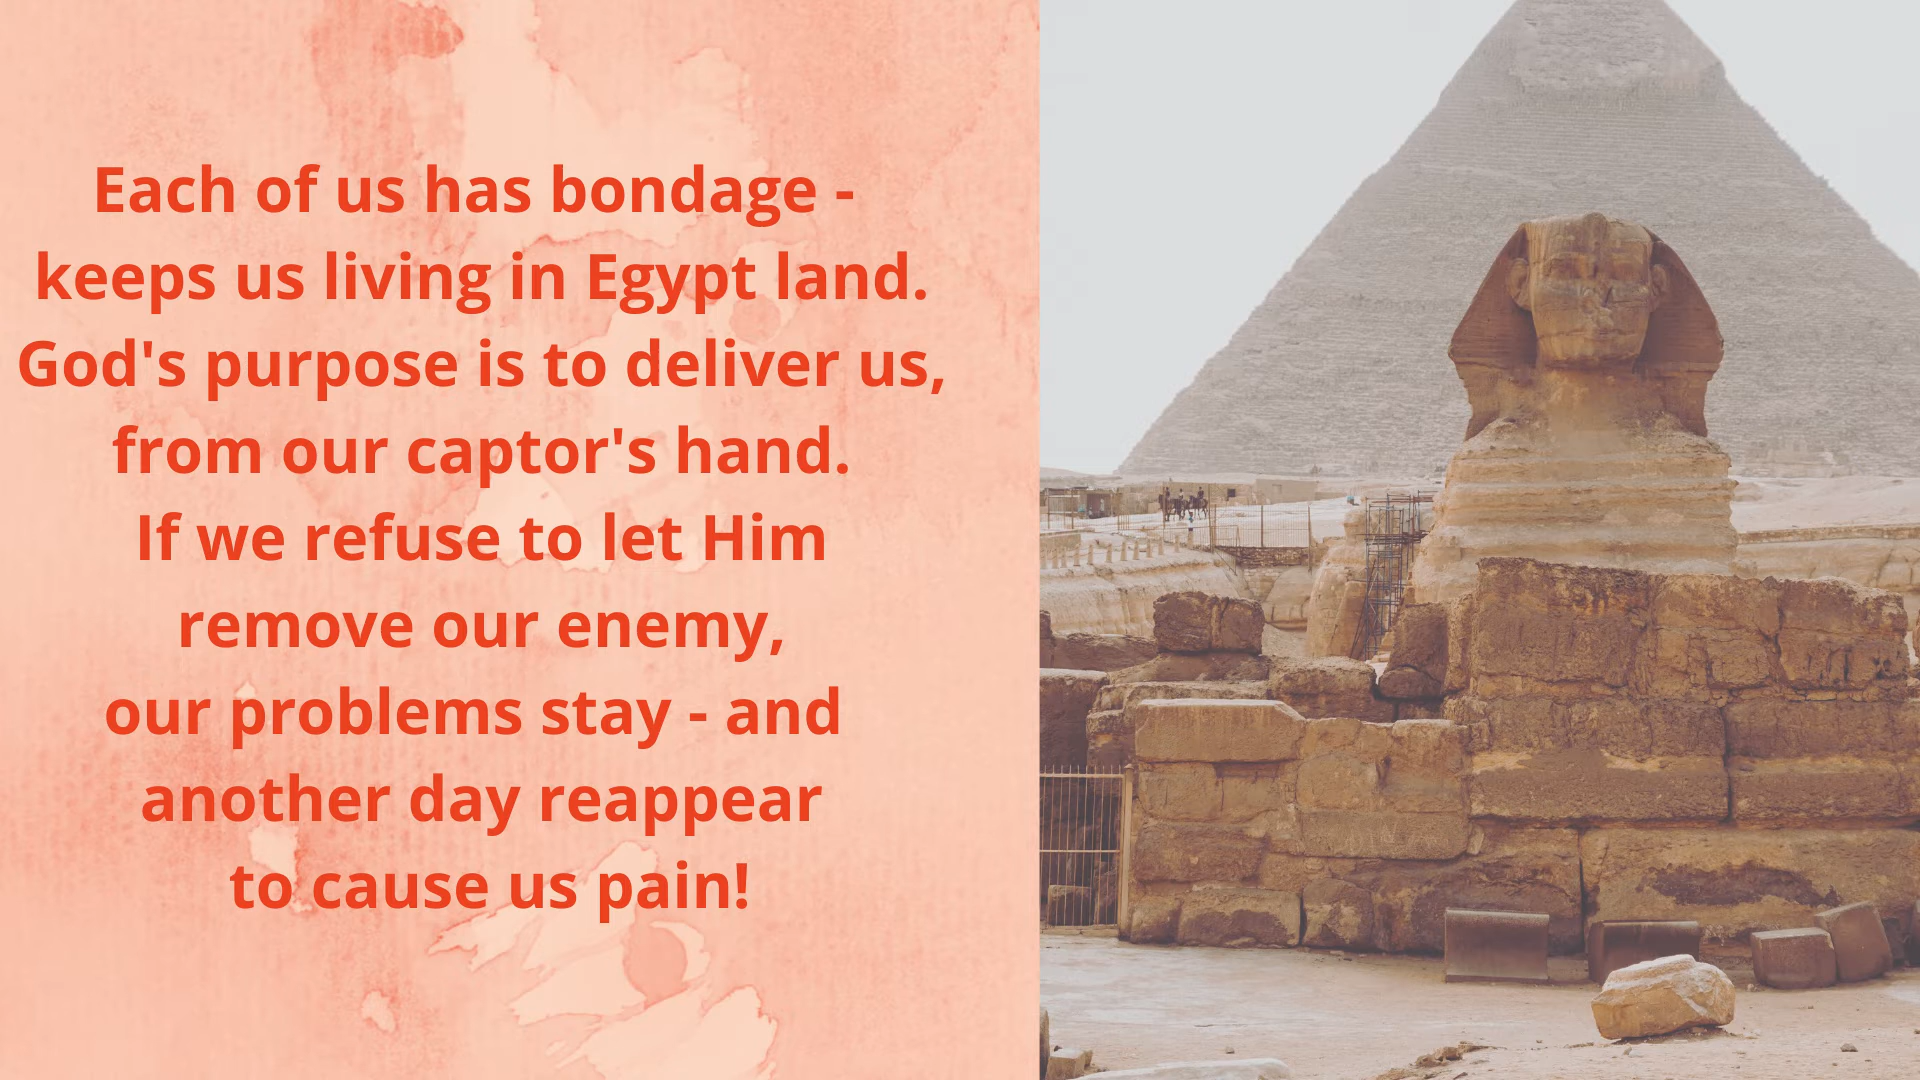 Each of us has bondage -
keeps us living in Egypt land.
God's purpose is to deliver us,
from our captor's hand.
If we refuse to let Him
remove our enemy,
our problems stay - and
another day reappear
to cause us pain!